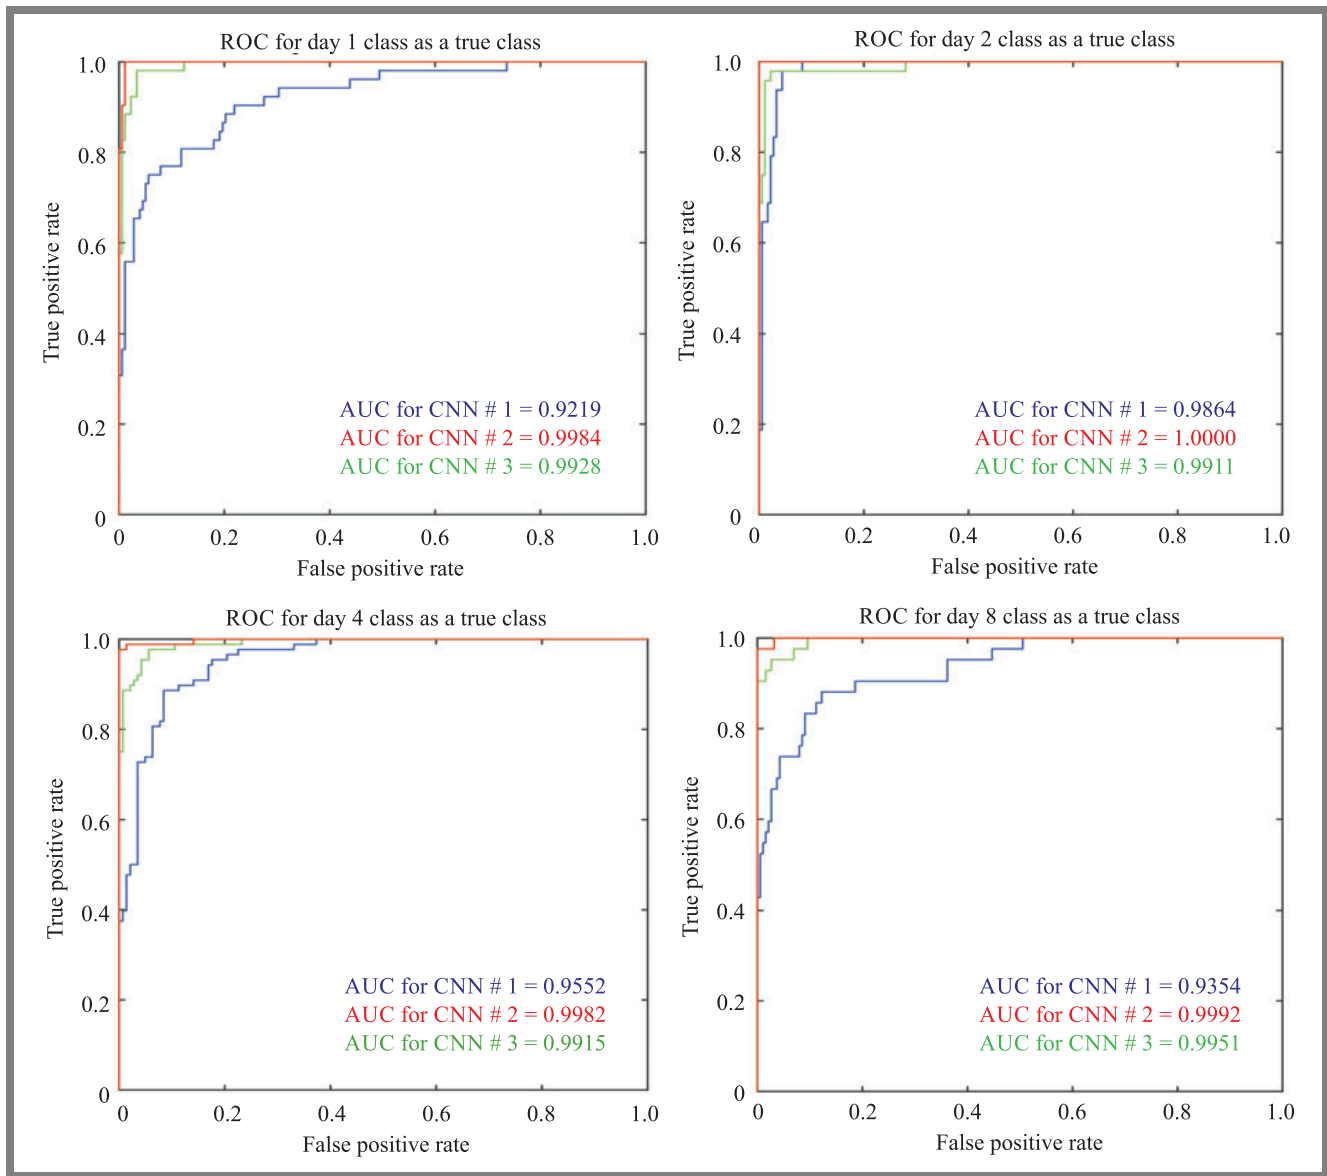 ROC for day 1 class as a true class
1.0
0.8
0.6
0.4
0.2
0
True positive rate
AUC for CNN # 1 = 0.9219
AUC for CNN # 2 = 0.9984
AUC for CNN # 3 = 0.9928
0 0.2 0.4 0.6 0.8 1.0
False positive rate
ROC for day 2 class as a true class
1.0
0.8
0.6
0.4
0.2
0
True positive rate
AUC for CNN # 1 = 0.9864
AUC for CNN # 2 = 1.0000
AUC for CNN # 3 = 0.9911
0 0.2 0.4 0.6 0.8 1.0
False positive rate
ROC for day 4 class as a true class
1.0
0.8
0.6
0.4
0.2
0
True positive rate
AUC for CNN # 1 = 0.9552
AUC for CNN # 2 = 0.9982
AUC for CNN # 3 = 0.9915
0 0.2 0.4 0.6 0.8 1.0
False positive rate
ROC for day 8 class as a true class
1.0
0.8
0.6
0.4
0.2
0
True positive rate
AUC for CNN # 1 = 0.9354
AUC for CNN # 2 = 0.9992
AUC for CNN # 3 = 0.9951
0 0.2 0.4 0.6 0.8 1.0
False positive rate